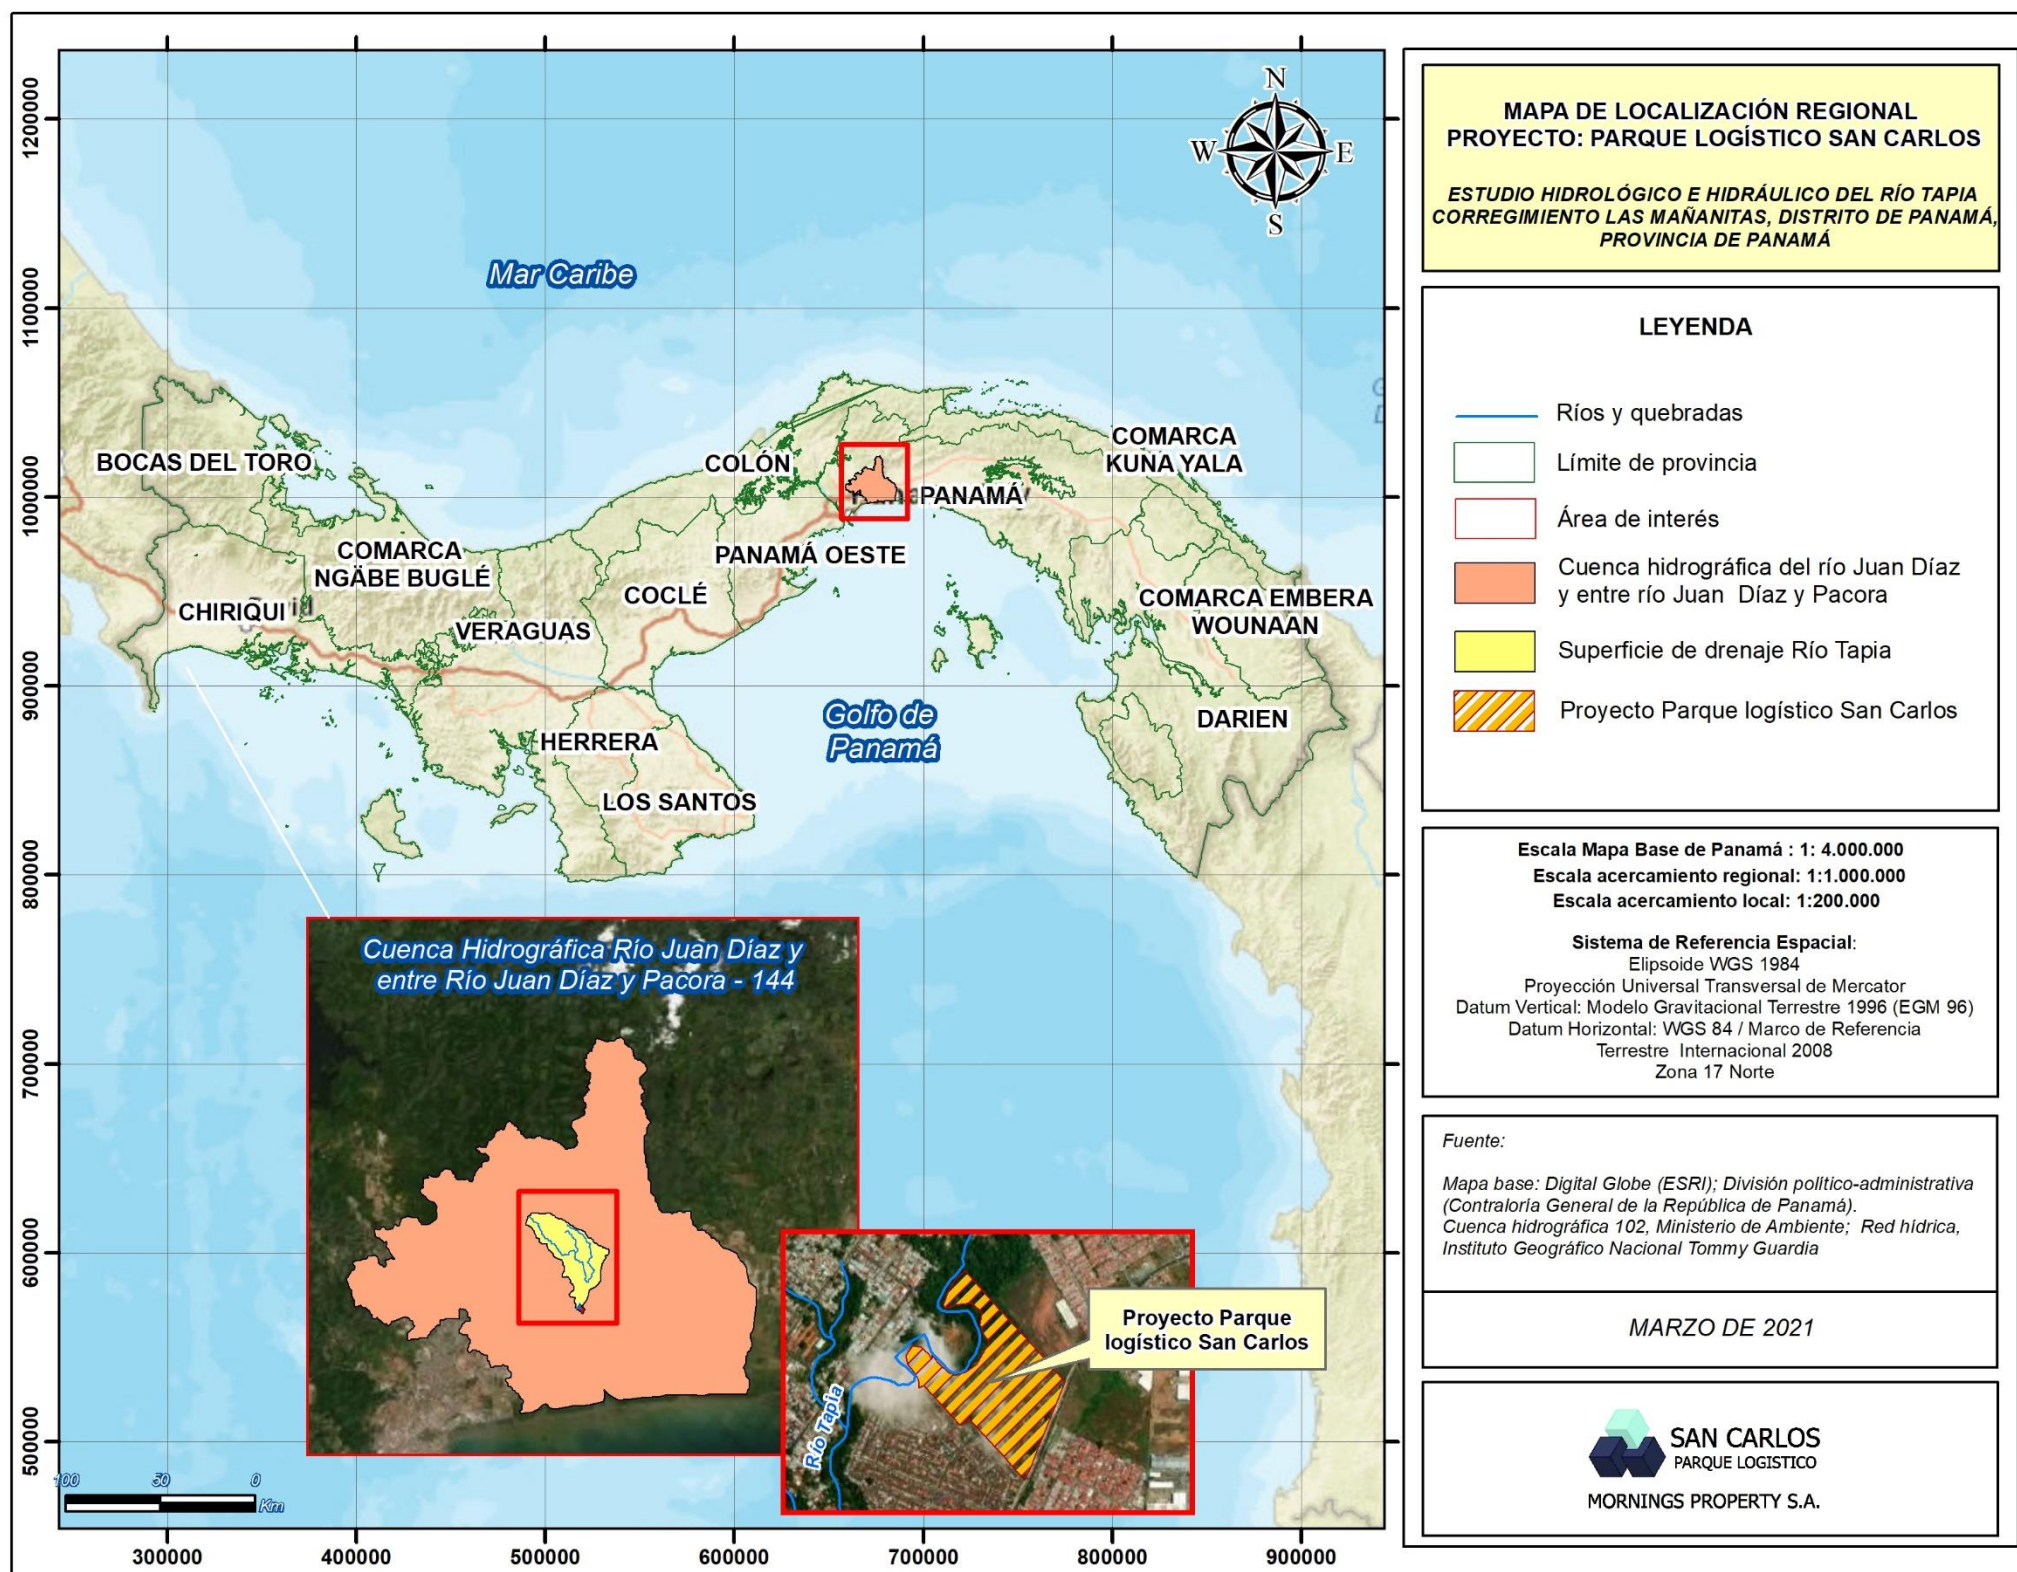 MAPA DE LOCALIZACIÓN REGIONAL
PROYECTO: PARQUE LOGÍSTICO SAN CARLOS
ESTUDIO HIDROLÓGICO E HIDRÁULICO DEL RÍO TAPIA
CORREGIMIENTO LAS MAÑANITAS, DISTRITO DE PANAMÁ,
PROVINCIA DE PANAMÁ
LEYENDA
Ríos y quebradas
Límite de provincia
Área de interés
Cuenca hidrográfica del río Juan Díaz
y entre río Juan Díaz y Pacora
Superficie de drenaje Río Tapia
Proyecto Parque logístico San Carlos
Escala Mapa Base de Panamá : 1: 4.000.000
Escala acercamiento regional: 1:1.000.000
Escala acercamiento local: 1:200.000
Sistema de Referencia Espacial:
Elipsoide WGS 1984
Proyección Universal Transversal de Mercator
Datum Vertical: Modelo Gravitacional Terrestre 1996 (EGM 96)
Datum Horizontal: WGS 84 / Marco de Referencia
Terrestre Internacional 2008
Zona 17 Norte
Fuente:
Mapa base: Digital Globe (ESRI); División politico-administrativa
(Contraloría General de la República de Panamá).
Cuenca hidrográfica 102, Ministerio de Ambiente; Red hídrica,
Instituto Geográfico Nacional Tommy Guardia
MARZO DE 2021
SAN CARLOS
PARQUE LOGISTICO
MORNINGS PROPERTY S.A.
N
W
E
S
Mar Caribe
BOCAS DEL TORO
COLÓN
COMARCA
KUNA YALA
PANAMÁ
COMARCA
NGÄBE BUGLÉ
PANAMÁ OESTE
COCLÉ
CHIRIQUI
VERAGUAS
COMARCA EMBERA
WOUNAAN
Golfo de
Panamá
DARIEN
HERRERA
LOS SANTOS
Cuenca Hidrográfica Río Juan Díaz y
entre Río Juan Díaz y Pacora - 144
Proyecto Parque
logístico San Carlos
Río Tapia
100 50 0
Km
1200000
1100000
1000000
900000
800000
700000
600000
500000
300000 400000 500000 600000 700000 800000 900000